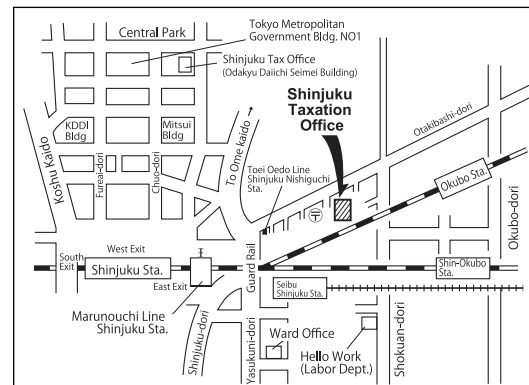 Central Park
Tokyo Metropolitan
Government Bldg. NO1
Shinjuku Tax Office
(Odakyu Daiichi Seimei Building)
Shinjuku
Taxation
Office
KDDI
Bldg
Mitsui
Bldg
Koshu Kaido
Fureai-dori
Chuo-dori
To Ome kaido →
Toei Oedo Line
Shinjuku Nishiguchi
Sta.
Otakibashi-dori
Okubo Sta.
Okubo-dori
〒
South
Exit
West Exit
Shinjuku Sta.
East Exit
Guard Rail
Shin-Okubo
Sta.
Seibu
Shinjuku Sta.
Marunouchi Line
Shinjuku Sta.
Shinjuku-dori
Yasukuni-dori
Ward Office
Hello Work
(Labor Dept.)
Shokuan-dori